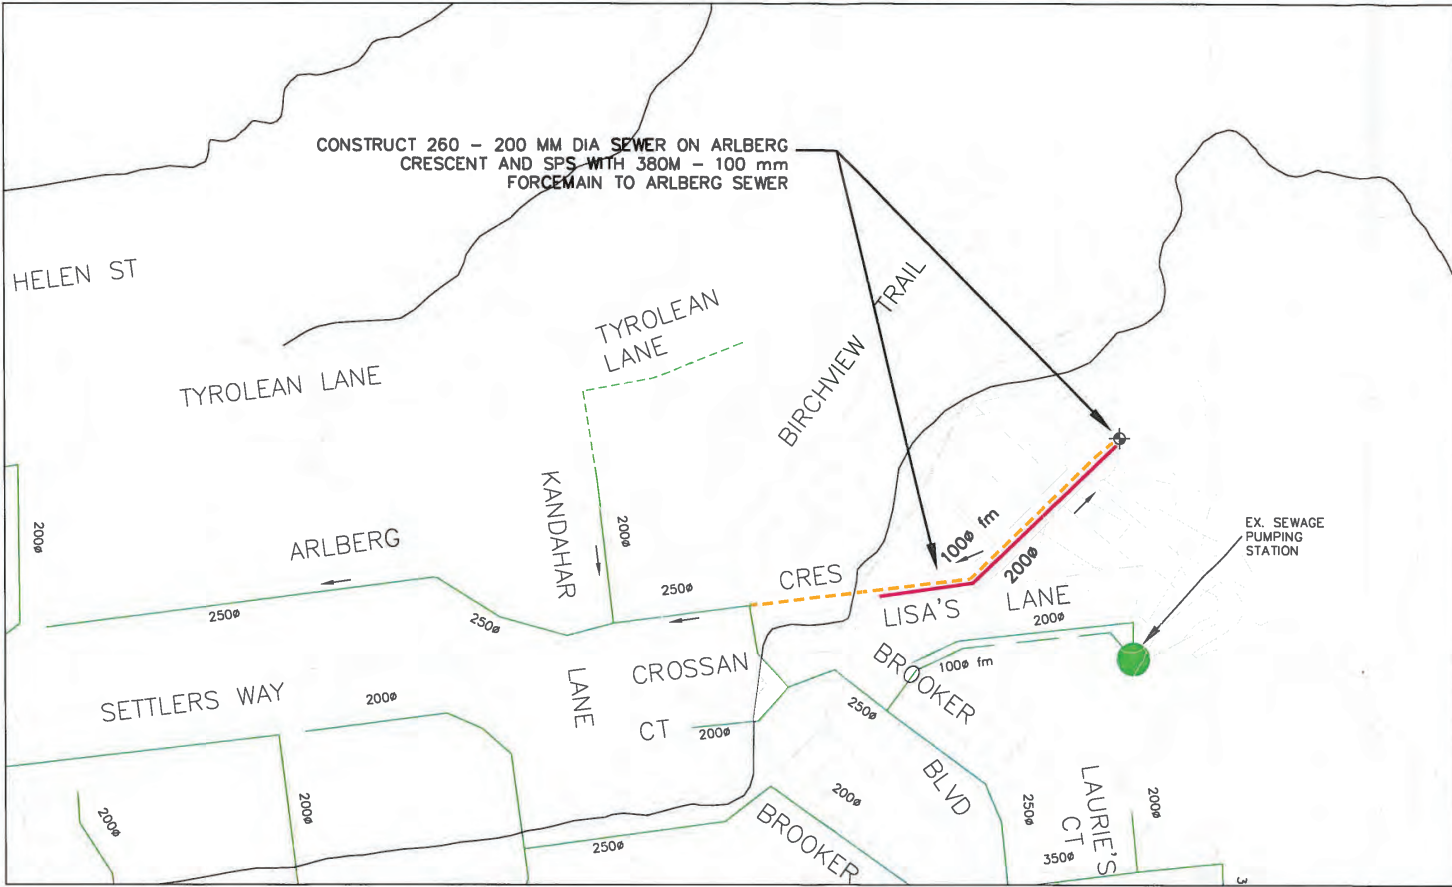 CONSTRUCT 260 – 200 MM DIA SEWER ON ARLBERG
CRESCENT AND SPS WITH 380M – 100 mm
FORCEMAIN TO ARLBERG SEWER
HELEN ST
TYROLEAN LANE
TYROLEAN
LANE
BIRCHVIEW TRAIL
KANDAHAR
LANE
200ø
200ø
ARLBERG
250ø
250ø
250ø
CRES
100ø fm
200ø
LISA'S LANE
200ø
100ø fm
EX. SEWAGE
PUMPING
STATION
CROSSAN
CT
200ø
BROOKER
BLVD
250ø
250ø
SETTLERS WAY
200ø
200ø
200ø
250ø
BROOKER
200ø
LAURIE'S
CT
200ø
350ø
3